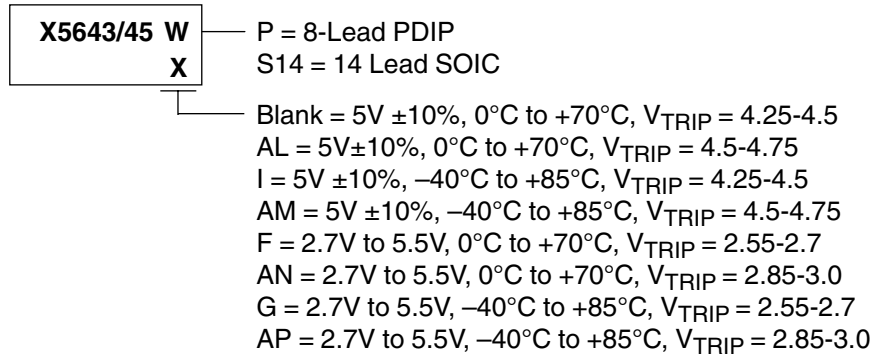 X5643/45 W
X
P = 8-Lead PDIP
S14 = 14 Lead SOIC
Blank = 5V ±10%, 0°C to +70°C, VTRIP = 4.25-4.5
AL = 5V±10%, 0°C to +70°C, VTRIP = 4.5-4.75
I = 5V ±10%, –40°C to +85°C, VTRIP = 4.25-4.5
AM = 5V ±10%, –40°C to +85°C, VTRIP = 4.5-4.75
F = 2.7V to 5.5V, 0°C to +70°C, VTRIP = 2.55-2.7
AN = 2.7V to 5.5V, 0°C to +70°C, VTRIP = 2.85-3.0
G = 2.7V to 5.5V, –40°C to +85°C, VTRIP = 2.55-2.7
AP = 2.7V to 5.5V, –40°C to +85°C, VTRIP = 2.85-3.0